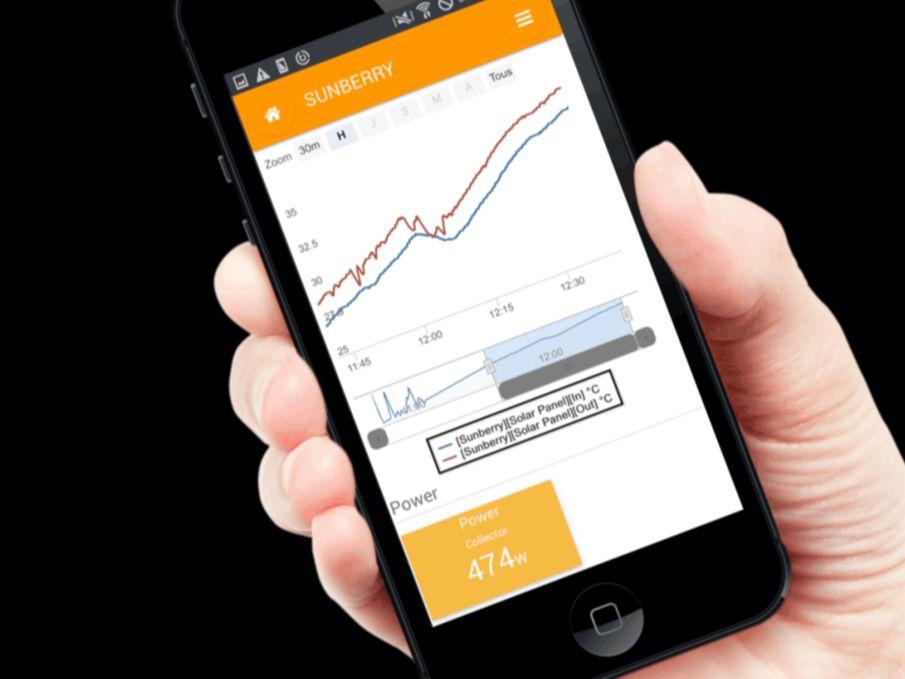 SUNBERRY
Zoom 30m H J S M A Tous
35
32.5
30
27.5
25
11:45 12:00 12:15 12:30
12:00
[Sunberry][Solar Panel][In] °C
[Sunberry][Solar Panel][Out] °C
Power
Power
Collector
474W